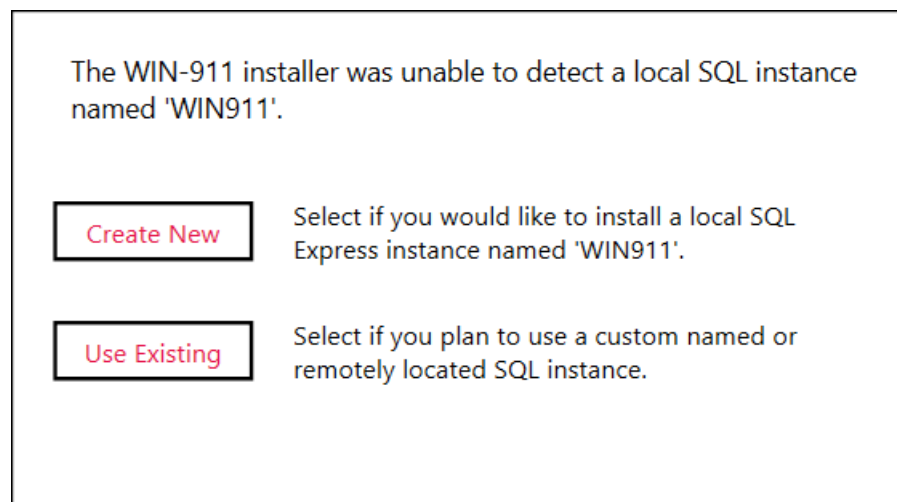 The WIN-911 installer was unable to detect a local SQL instance
named 'WIN911'.
Create New
Select if you would like to install a local SQL
Express instance named 'WIN911'.
Use Existing
Select if you plan to use a custom named or
remotely located SQL instance.